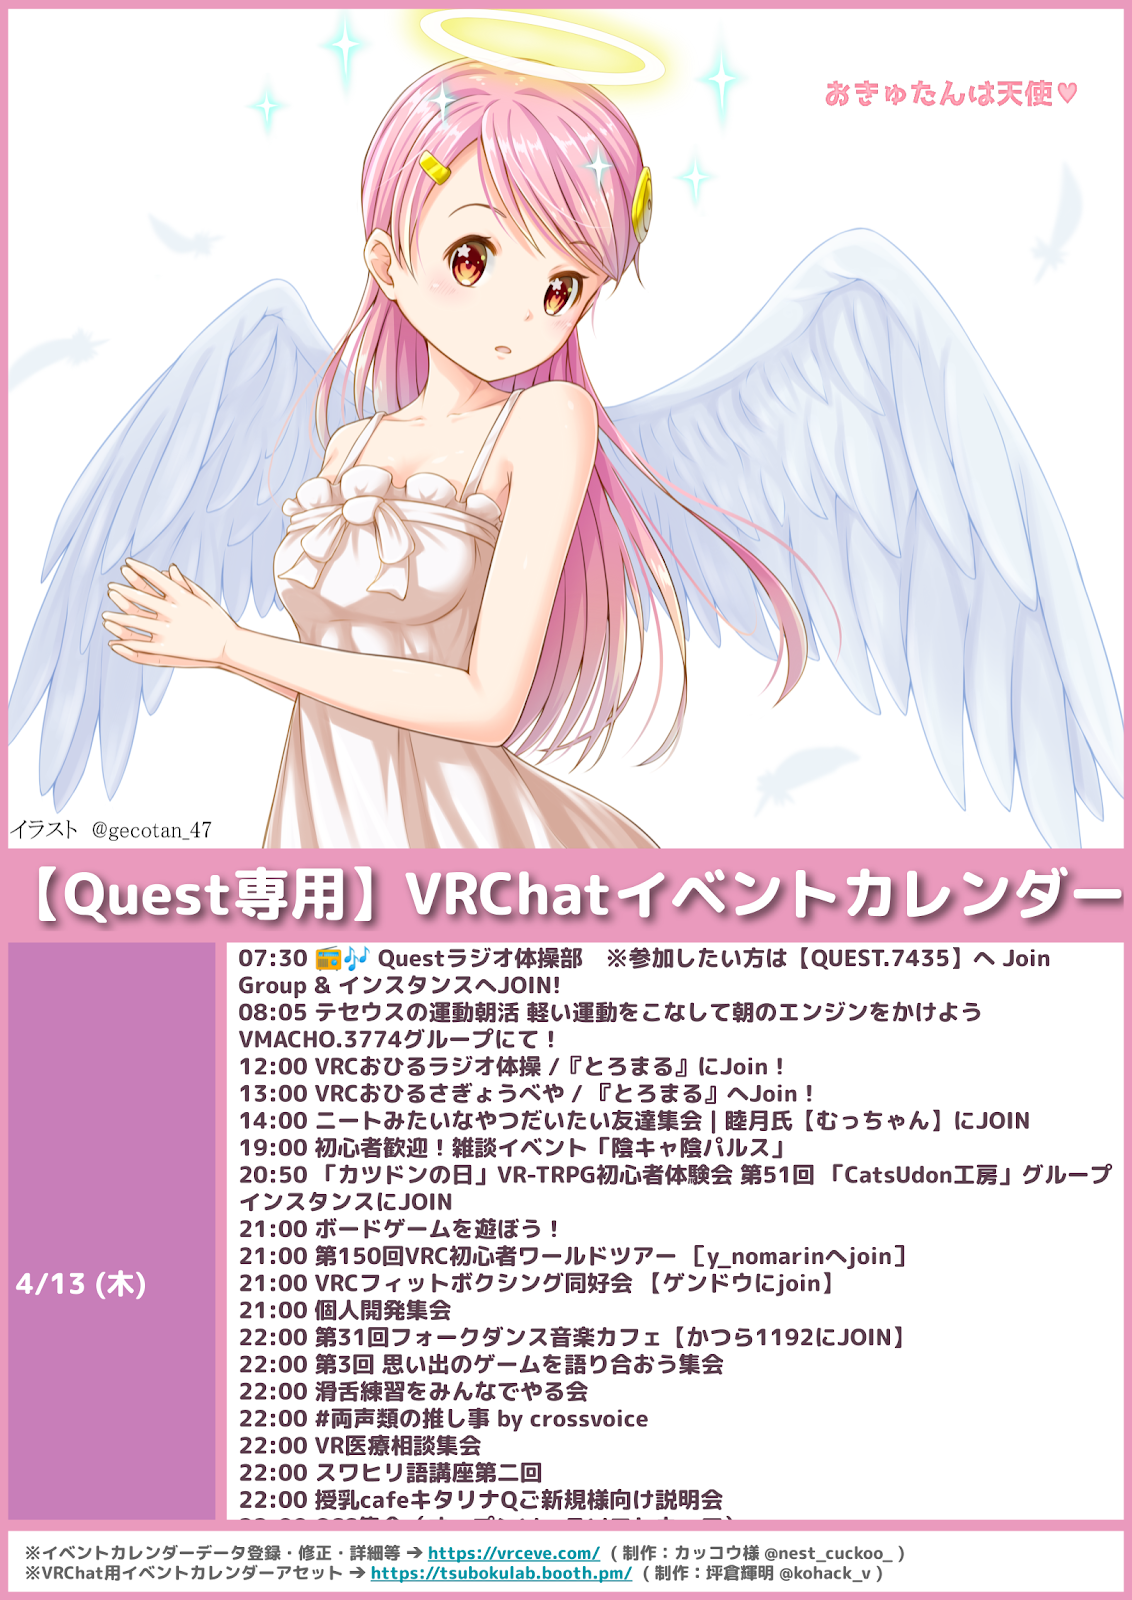 おきゅたんは天使♥
イラスト @gecotan_47
【Quest専用】VRChatイベントカレンダー
4/13 (木)
07:30 📻🎶 Questラジオ体操部　※参加したい方は【QUEST.7435】へ Join
Group & インスタンスへJOIN!
08:05 テセウスの運動朝活 軽い運動をこなして朝のエンジンをかけよう
VMACHO.3774グループにて！
12:00 VRCおひるラジオ体操 /『とろまる』にJoin！
13:00 VRCおひるさぎょうべや / 『とろまる』へJoin！
14:00 ニートみたいなやつだいたい友達集会 | 睦月氏【むっちゃん】にJOIN
19:00 初心者歓迎！雑談イベント「陰キャ陰パルス」
20:50 「カツドンの日」VR-TRPG初心者体験会 第51回 「CatsUdon工房」グループ
インスタンスにJOIN
21:00 ボードゲームを遊ぼう！
21:00 第150回VRC初心者ワールドツアー ［y_nomarinへjoin］
21:00 VRCフィットボクシング同好会 【ゲンドウにjoin】
21:00 個人開発集会
22:00 第31回フォークダンス音楽カフェ【かつら1192にJOIN】
22:00 第3回 思い出のゲームを語り合おう集会
22:00 滑舌練習をみんなでやる会
22:00 #両声類の推し事 by crossvoice
22:00 VR医療相談集会
22:00 スワヒリ語講座第二回
22:00 授乳cafeキタリナQご新規様向け説明会
※イベントカレンダーデータ登録・修正・詳細等 ➔ https://vrceve.com/ ( 制作：カッコウ様 @nest_cuckoo_ )
※VRChat用イベントカレンダーアセット ➔ https://tsubokulab.booth.pm/ ( 制作：坪倉輝明 @kohack_v )